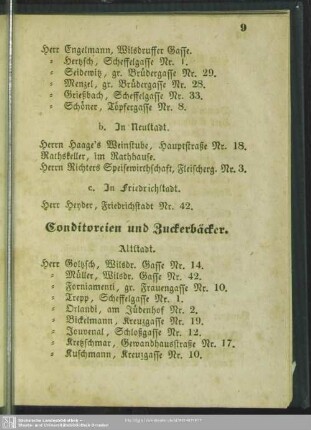 9
Herr Engelmann, Wilsdruffer Gasse.
" Hertzsch, Scheffelgasse Nr. 1.
" Seidewitz, gr. Brüdergasse Nr. 29.
" Menzel, gr. Brüdergasse Nr. 28.
" Grießbach, Scheffelgasse Nr. 33.
" Schöner, Töpfergasse Nr. 8.
b. In Neustadt.
Herrn Haage's Weinstube, Hauptstraße Nr. 18.
Rathskeller, im Rathhause.
Herrn Richters Speisewirthschaft, Fleischerg. Nr. 3.
c. In Friedrichstadt.
Herr Heyder, Friedrichstadt Nr. 42.
Conditoreien und Zuckerbäcker.
Altstadt.
Herr Goltzsch, Wilsdr. Gasse Nr. 14.
" Müller, Wilsdr. Gasse Nr. 42.
" Forniamenti, gr. Frauengasse Nr. 10.
" Trepp, Scheffelgasse Nr. 1.
" Orlandi, am Jüdenhof Nr. 2.
" Bickelmann, Kreuzgasse Nr. 19.
" Jouvenal, Schloßgasse Nr. 12.
" Kretzschmar, Gewandhausstraße Nr. 17.
" Kuschmann, Kreuzgasse Nr. 10.